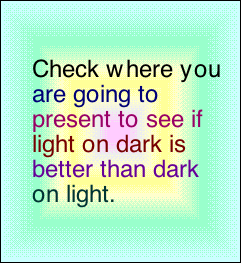 Check where you
are going to
present to see if
light on dark is
better than dark
on light.